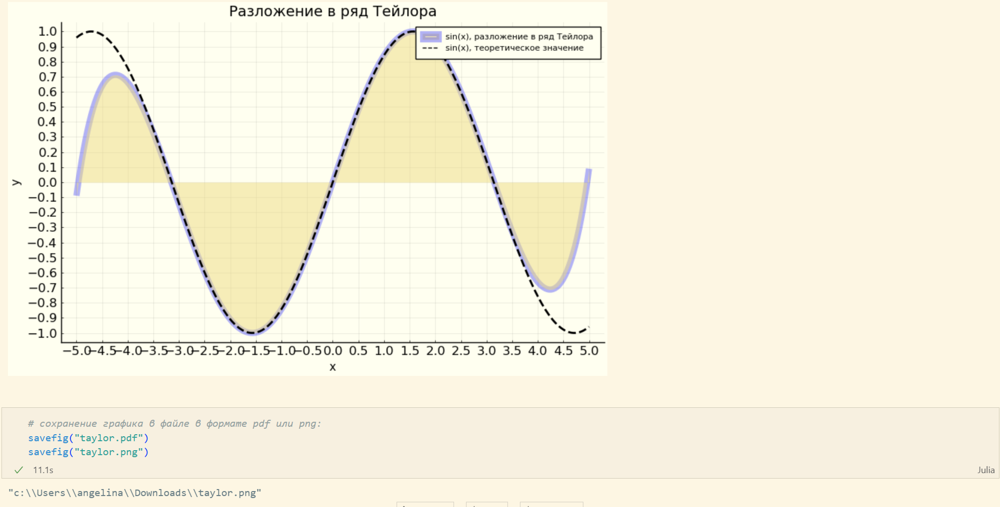 Разложение в ряд Тейлора
sin(x), разложение в ряд Тейлора
sin(x), теоретическое значение
1.0
0.9
0.8
0.7
0.6
0.5
0.4
0.3
0.2
0.1
0.0
−0.1
−0.2
−0.3
−0.4
−0.5
−0.6
−0.7
−0.8
−0.9
−1.0
y
−5.0 −4.5 −4.0 −3.5 −3.0 −2.5 −2.0 −1.5 −1.0 −0.5 0.0 0.5 1.0 1.5 2.0 2.5 3.0 3.5 4.0 4.5 5.0
x
# сохранение графика в файле в формате pdf или png:
savefig("taylor.pdf")
savefig("taylor.png")
11.1s
Julia
"c:\\Users\\angelina\\Downloads\\taylor.png"